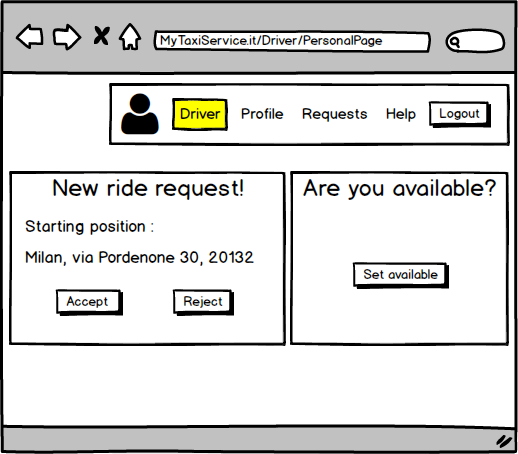 MyTaxiService.it/Driver/PersonalPage
Driver Profile Requests Help Logout
New ride request!
Starting position :
Milan, via Pordenone 30, 20132
Accept Reject
Are you available?
Set available